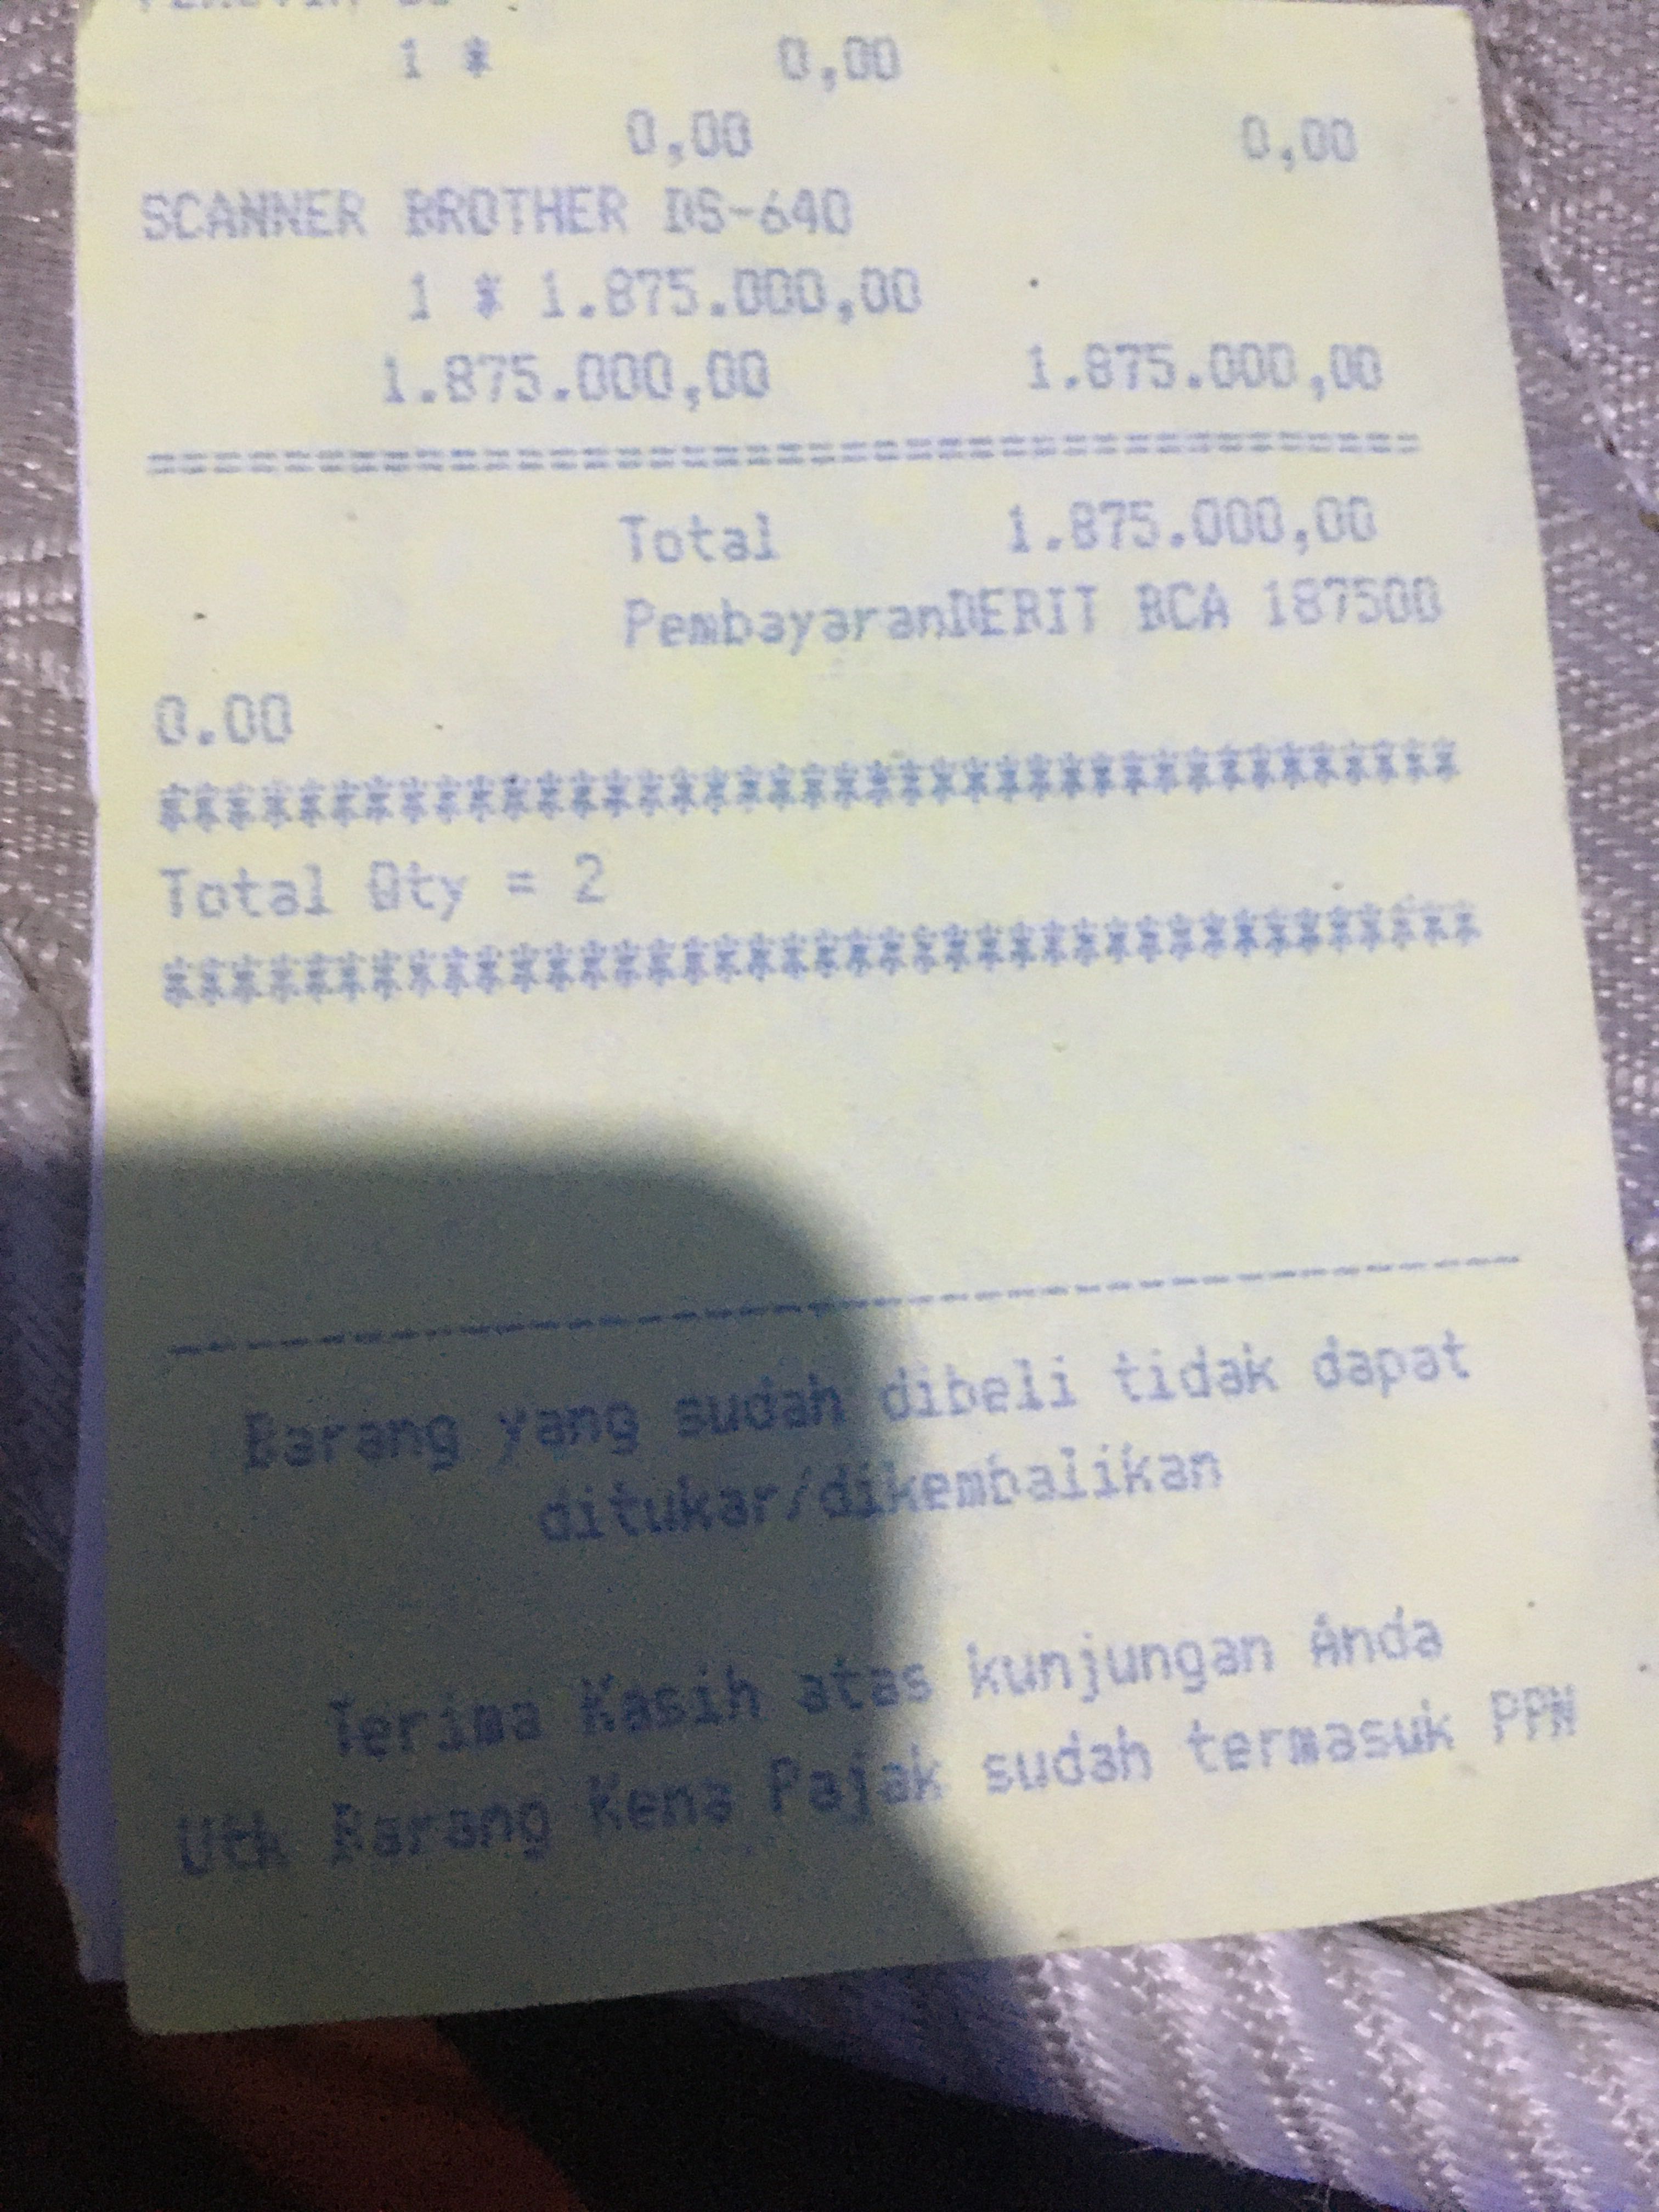 1 * 0,00
0,00 0,00
SCANNER BROTHER DS-640
1 * 1.875.000,00
1.875.000,00 1.875.000,00
========================================
Total 1.875.000,00
PembayaranDEBIT BCA 187500
0.00
****************************************
Total Qty = 2
****************************************
----------------------------------------
Barang yang sudah dibeli tidak dapat
ditukar/dikembalikan
Terima Kasih atas kunjungan Anda
Utk Barang Kena Pajak sudah termasuk PPN